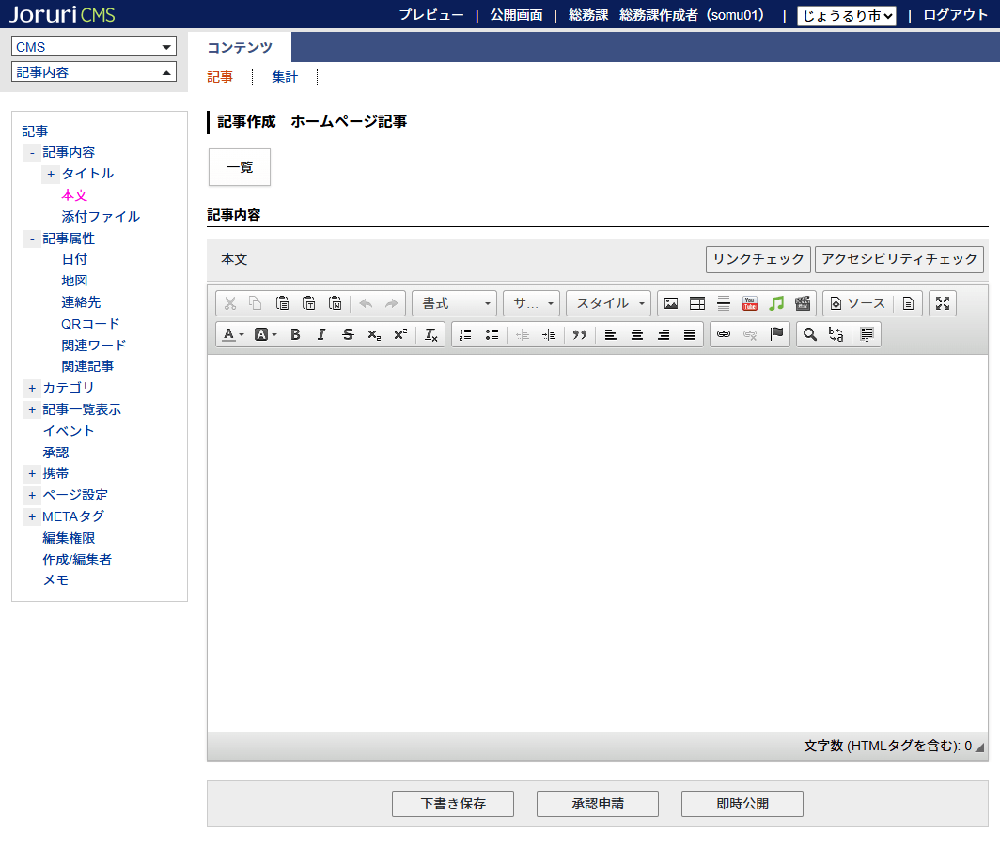 Joruri CMS
プレビュー | 公開画面 | 総務課 総務課作成者（somu01） | じょうるり市 | ログアウト
CMS
記事内容
コンテンツ
記事
集計
記事
- 記事内容
+ タイトル
本文
添付ファイル
- 記事属性
日付
地図
連絡先
QRコード
関連ワード
関連記事
+ カテゴリ
+ 記事一覧表示
イベント
承認
+ 携帯
+ ページ設定
+ METAタグ
編集権限
作成/編集者
メモ
記事作成 ホームページ記事
一覧
記事内容
本文
リンクチェック
アクセシビリティチェック
書式
サ...
スタイル
You Tube
ソース
文字数 (HTMLタグを含む): 0
下書き保存
承認申請
即時公開